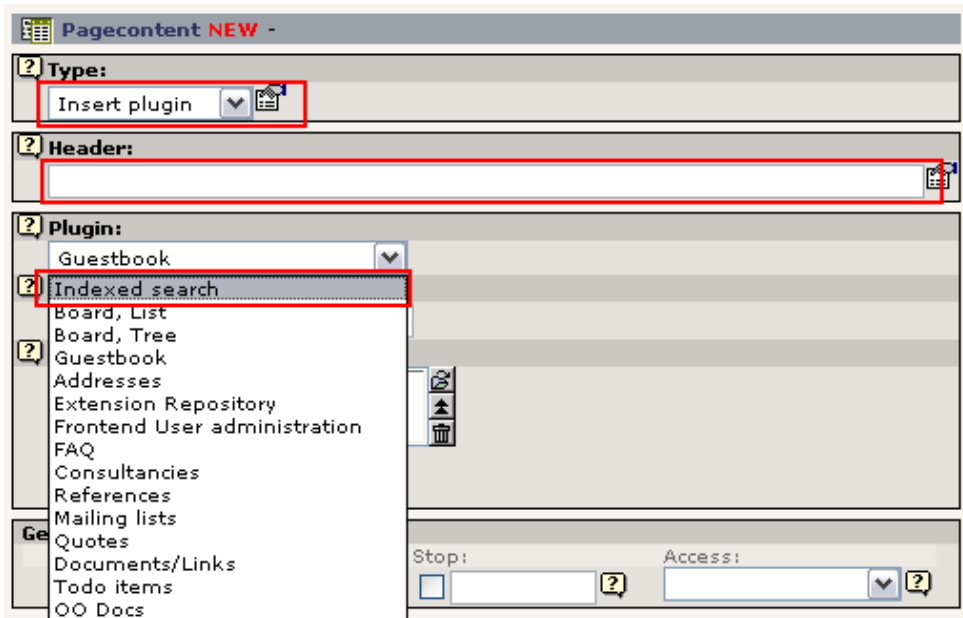 Pagecontent NEW -
? Type:
Insert plugin
? Header:
? Plugin:
Guestbook
? Indexed search
Board, List
Board, Tree
? Guestbook
Addresses
Extension Repository
Frontend User administration
FAQ
Consultancies
References
Mailing lists
Ge Quotes
Stop: Access:
Documents/Links
Todo items
? ?
OO Docs